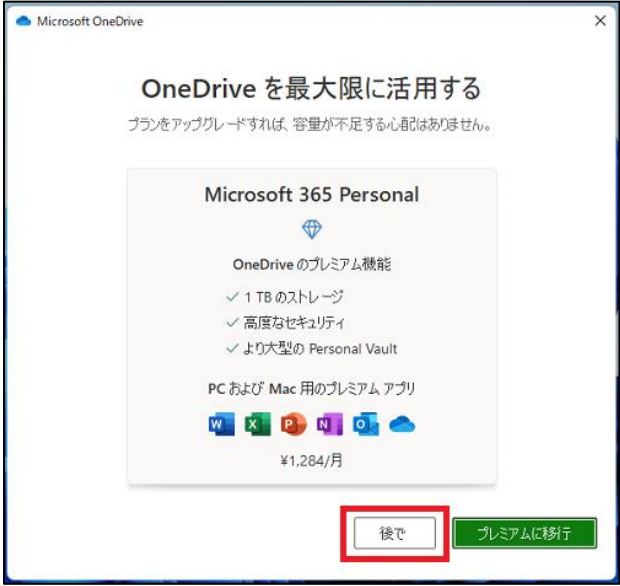 Microsoft OneDrive
OneDrive を最大限に活用する
プランをアップグレードすれば、容量が不足する心配はありません。
Microsoft 365 Personal
OneDrive のプレミアム機能
✓ 1 TB のストレージ
✓ 高度なセキュリティ
✓ より大型の Personal Vault
PC および Mac 用のプレミアム アプリ
W X P N O
¥1,284/月
後で
プレミアムに移行